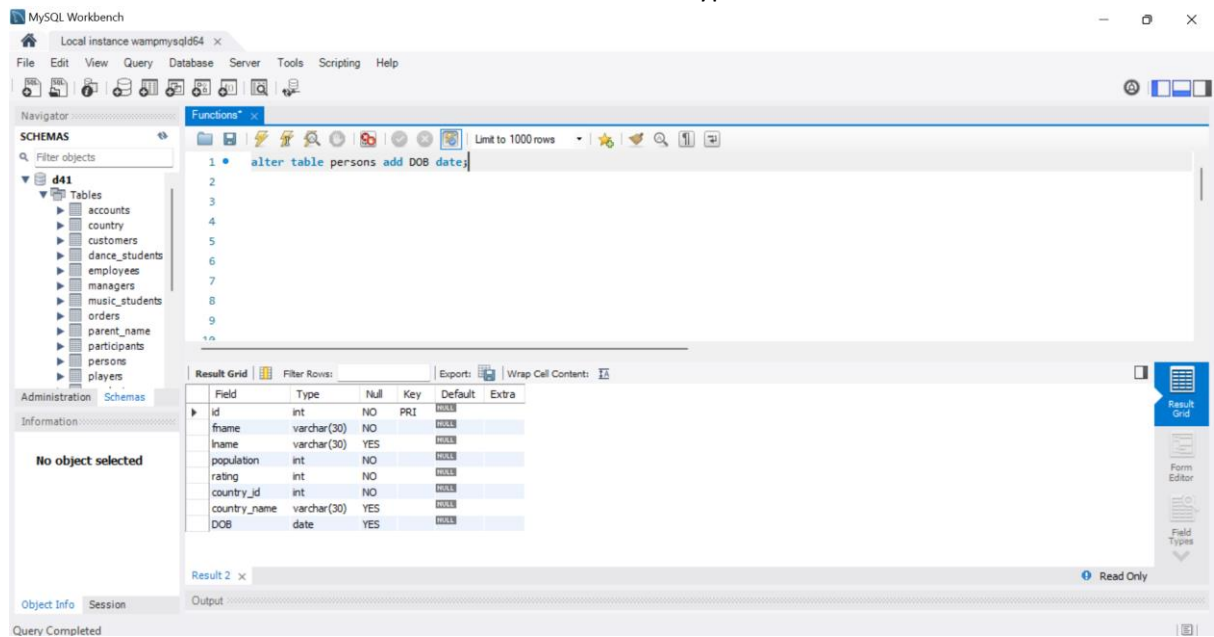 MySQL Workbench
Local instance wampmysqld64
File Edit View Query Database Server Tools Scripting Help
Navigator
Functions*
SCHEMAS
Limit to 1000 rows
Filter objects
1 alter table persons add DOB date;
2
3
4
5
6
7
8
9
10
d41
Tables
accounts
country
customers
dance_students
employees
managers
music_students
orders
parent_name
participants
persons
players
Administration Schemas
Information
No object selected
Result Grid Filter Rows: Export: Wrap Cell Content:
Field Type Null Key Default Extra
id int NO PRI NULL
fname varchar(30) NO NULL
lname varchar(30) YES NULL
population int NO NULL
rating int NO NULL
country_id int NO NULL
country_name varchar(30) YES NULL
DOB date YES NULL
Result
Grid
Form
Editor
Field
Types
Result 2 Read Only
Object Info Session
Output
Query Completed